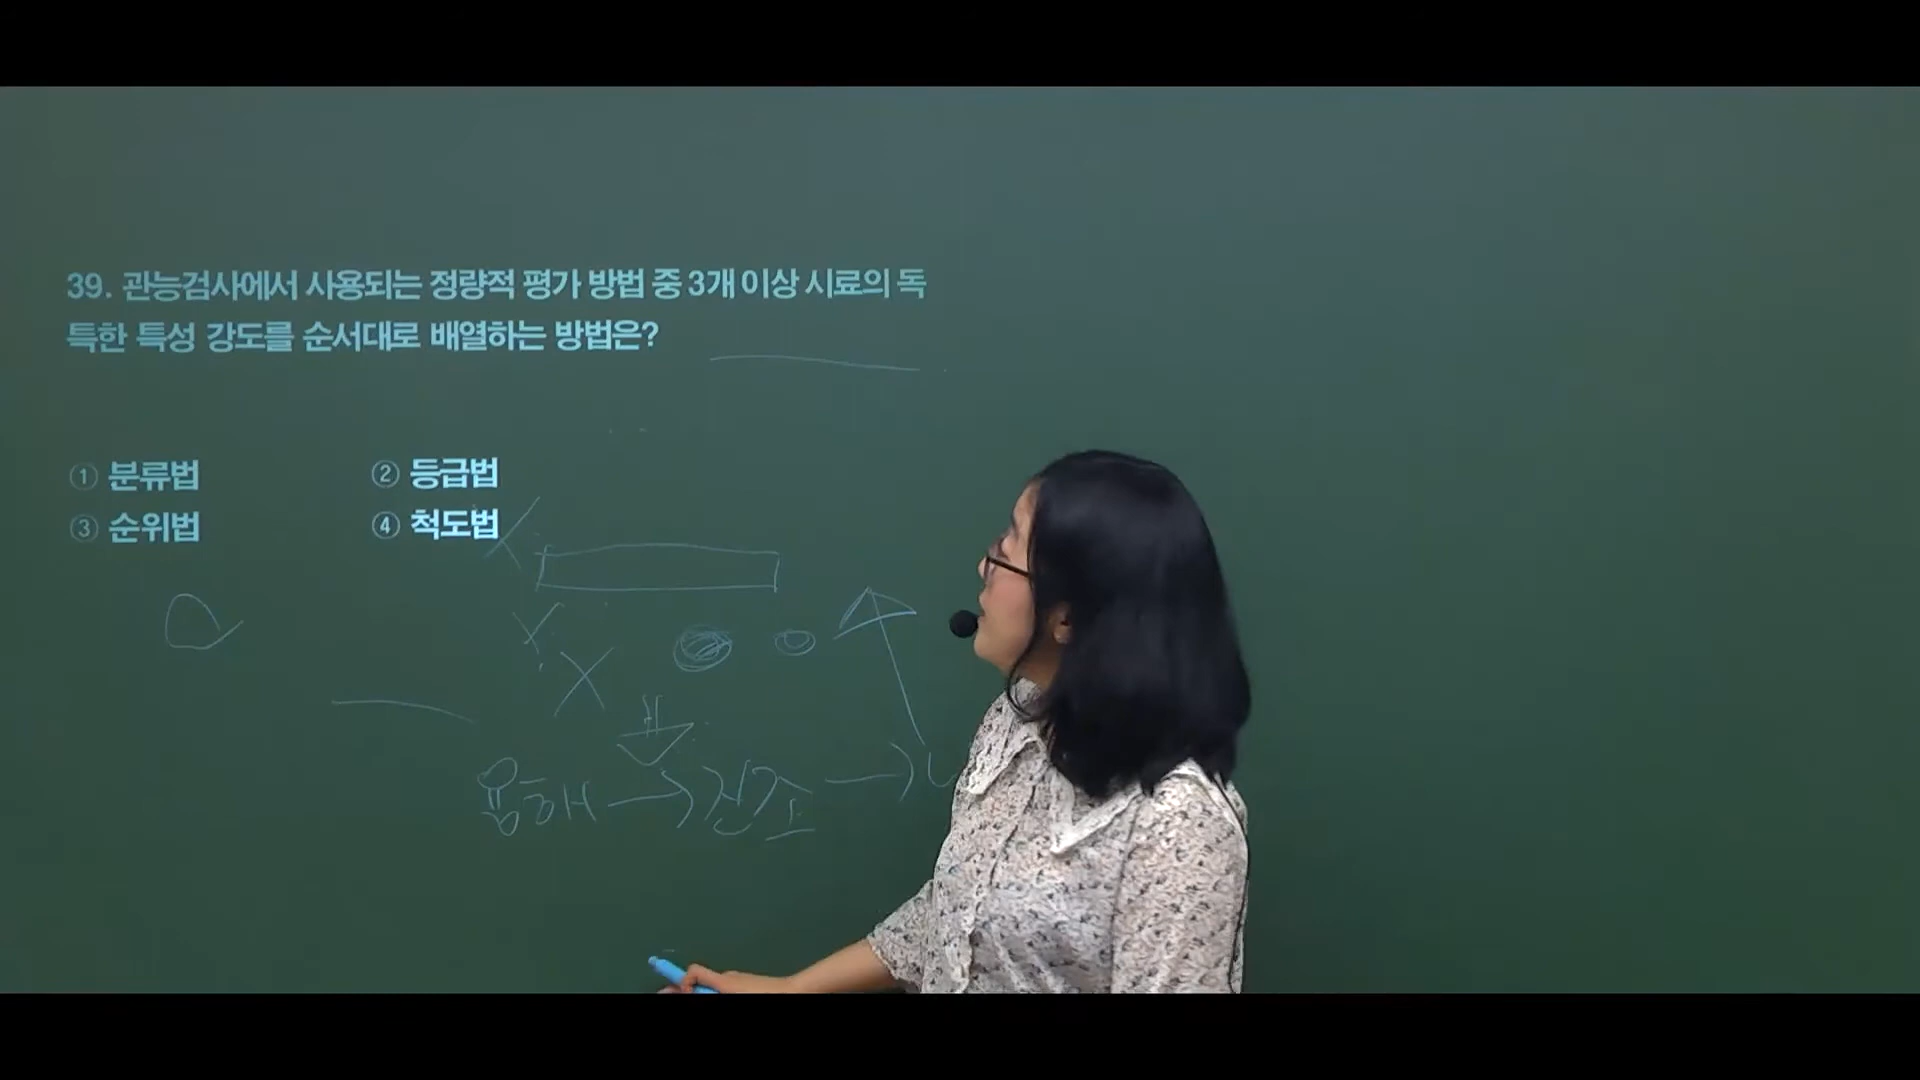 39. 관능검사에서 사용되는 정량적 평가 방법 중 3개 이상 시료의 독
특한 특성 강도를 순서대로 배열하는 방법은?
① 분류법 ② 등급법
③ 순위법 ④ 척도법
용해 → 건조 →